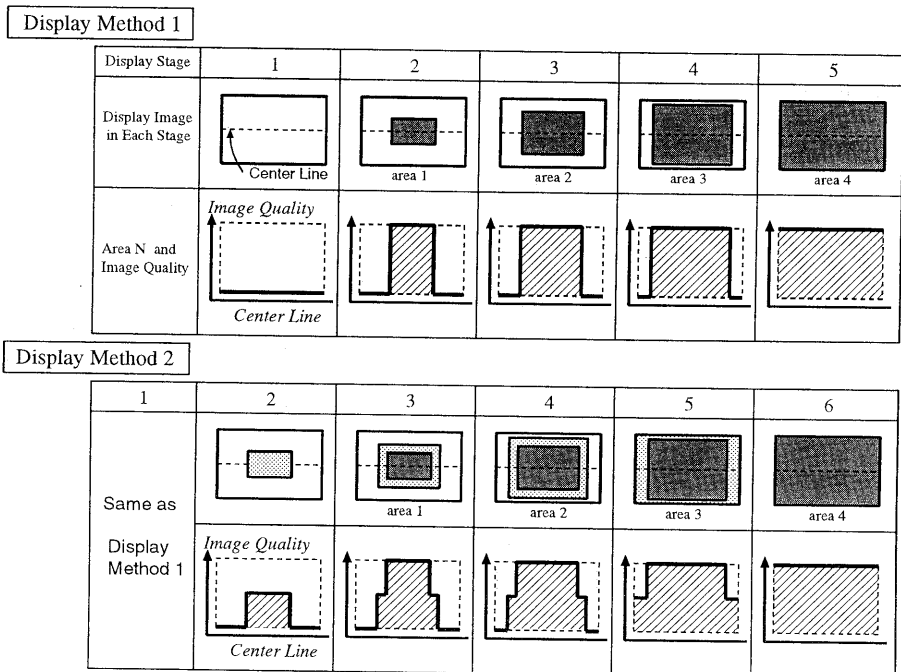 Display Method 1
Display Stage
1
2
3
4
5
Display Image
in Each Stage
Center Line
area 1
area 2
area 3
area 4
Area N and
Image Quality
Image Quality
Center Line
Display Method 2
1
2
3
4
5
6
Same as
Display
Method 1
area 1
area 2
area 3
area 4
Image Quality
Center Line